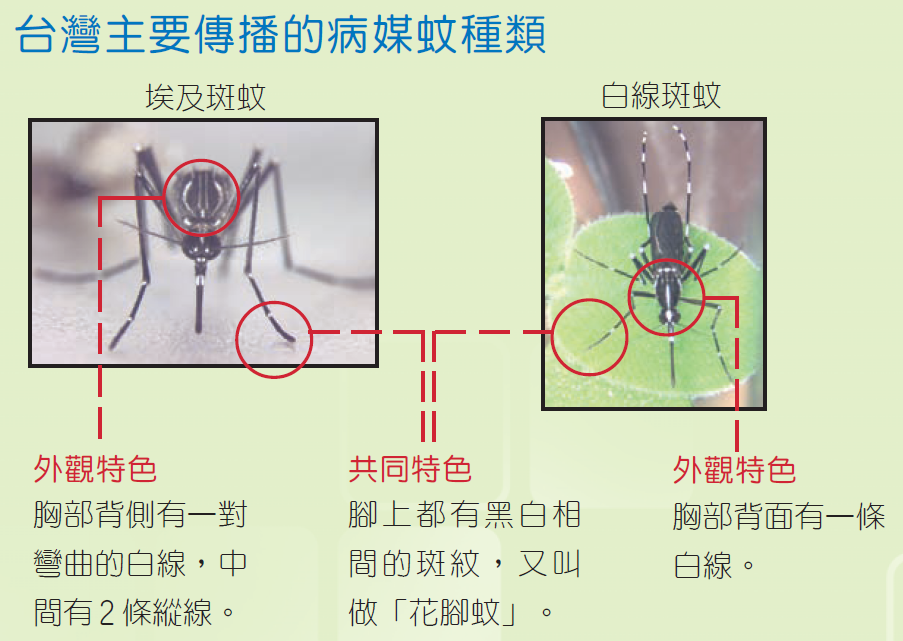 台灣主要傳播的病媒蚊種類
埃及斑蚊
白線斑蚊
外觀特色
胸部背側有一對
彎曲的白線，中
間有2條縱線。
共同特色
腳上都有黑白相
間的斑紋，又叫
做「花腳蚊」。
外觀特色
胸部背面有一條
白線。